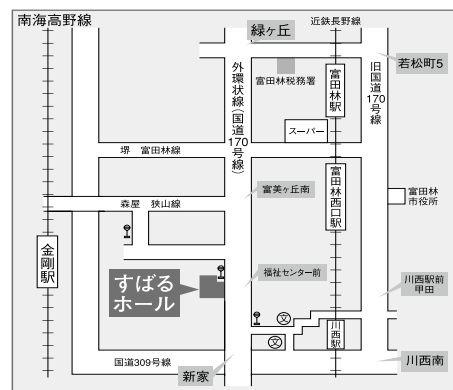 南海高野線
近鉄長野線
緑ヶ丘
外環状線(国道170号線)
富田林税務署
富田林駅
旧国道170号線
若松町5
スーパー
堺 富田林線
富美ヶ丘南
富田林西口駅
富田林
市役所
森屋 狭山線
金剛駅
すばる
ホール
福祉センター前
川西駅前
甲田
文
文
川西駅
国道309号線
新家
川西南